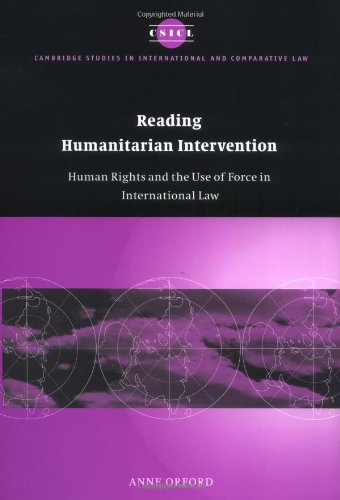 CSICL
CAMBRIDGE STUDIES IN INTERNATIONAL AND COMPARATIVE LAW
Reading
Humanitarian Intervention
Human Rights and the Use of Force in
International Law
ANNE ORFORD